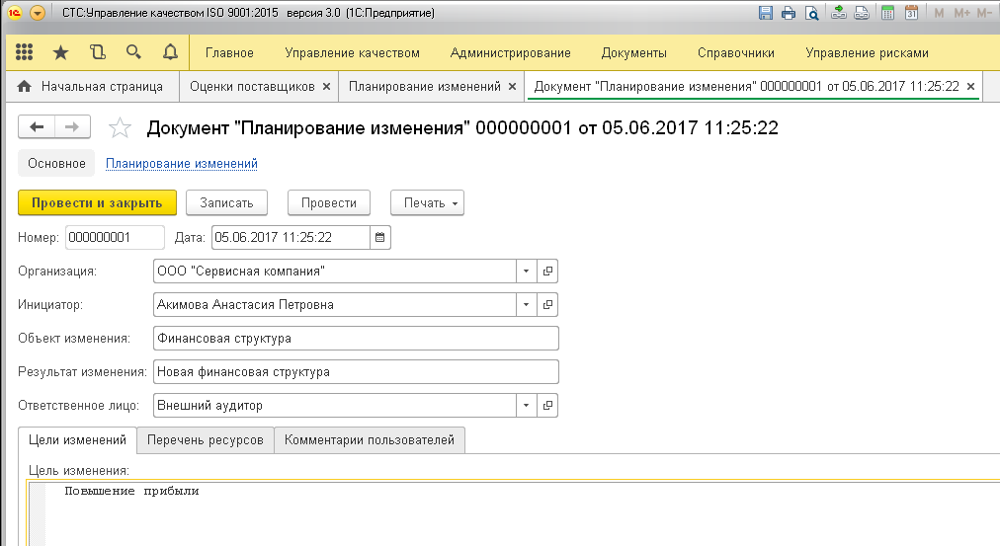 СТС:Управление качеством ISO 9001:2015 версия 3.0 (1С:Предприятие) M M+ M-
Главное Управление качеством Администрирование Документы Справочники Управление рисками
Начальная страница Оценки поставщиков × Планирование изменений × Документ "Планирование изменения" 000000001 от 05.06.2017 11:25:22 ×
Документ "Планирование изменения" 000000001 от 05.06.2017 11:25:22
Основное Планирование изменений
Провести и закрыть Записать Провести Печать
Номер: 000000001 Дата: 05.06.2017 11:25:22
Организация: ООО "Сервисная компания"
Инициатор: Акимова Анастасия Петровна
Объект изменения: Финансовая структура
Результат изменения: Новая финансовая структура
Ответственное лицо: Внешний аудитор
Цели изменений Перечень ресурсов Комментарии пользователей
Цель изменения:
Повышение прибыли